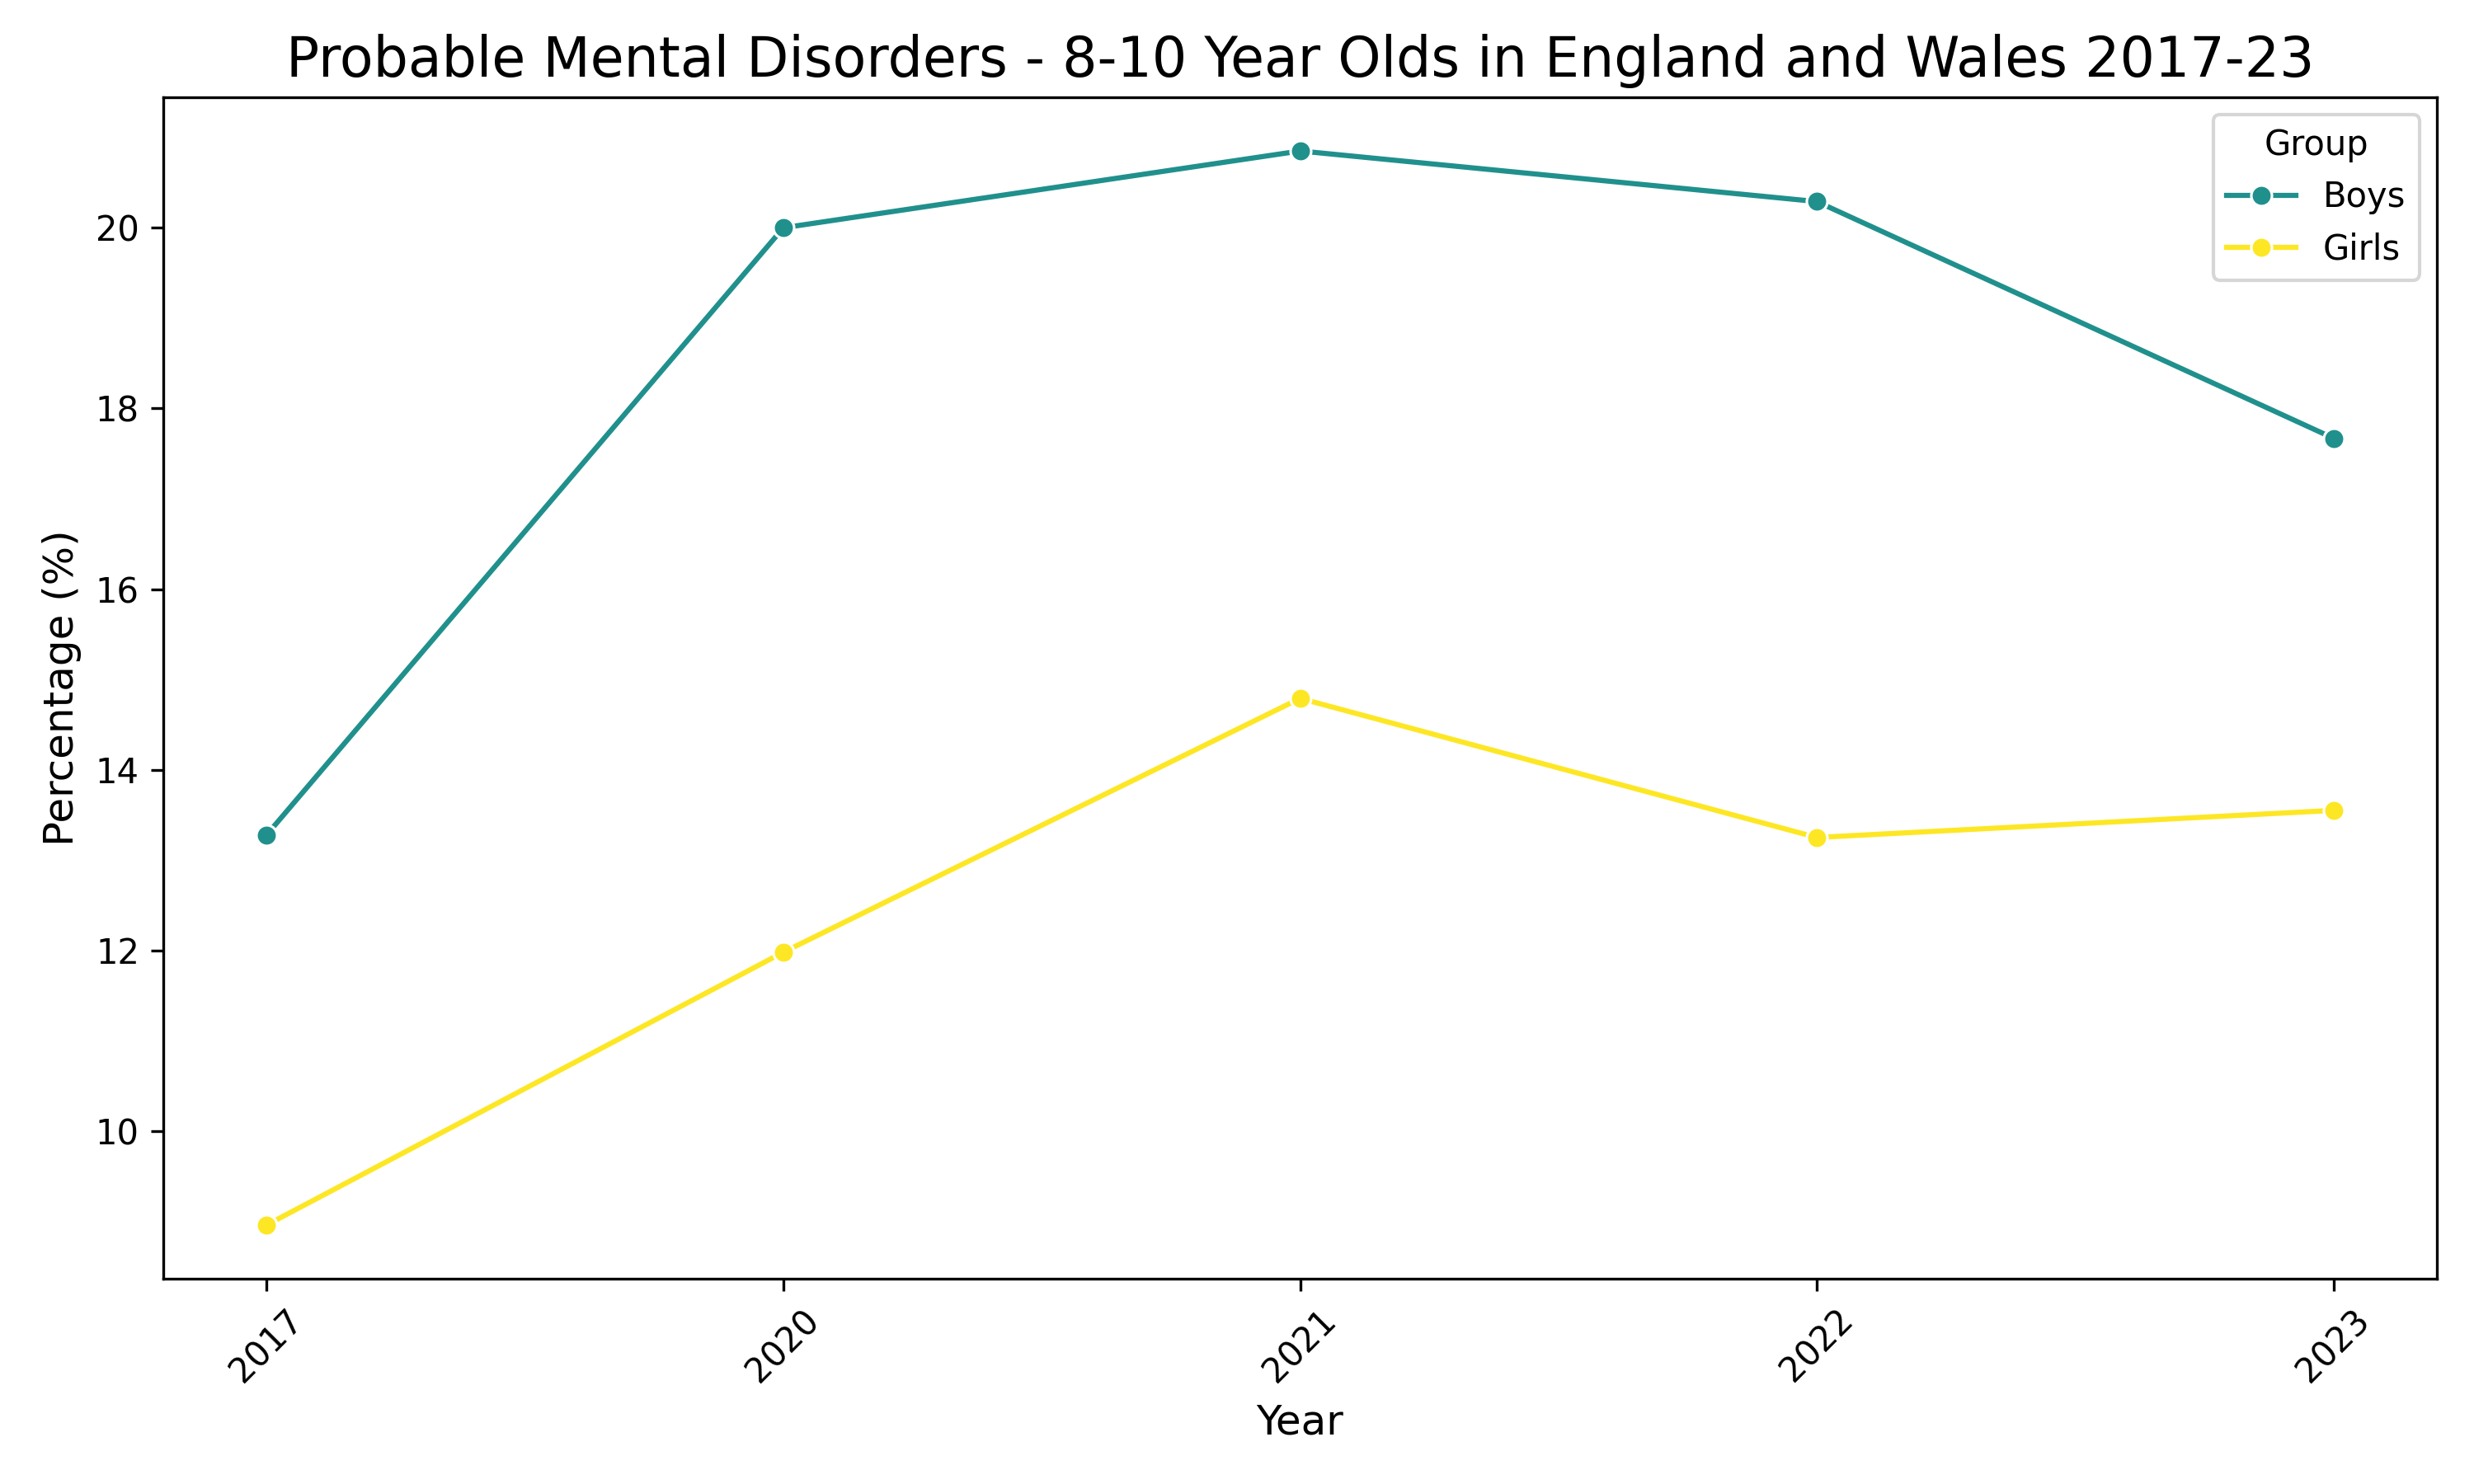 Probable Mental Disorders - 8-10 Year Olds in England and Wales 2017-23
Group
Boys
Girls
Percentage (%)
20
18
16
14
12
10
2017
2020
2021
2022
2023
Year